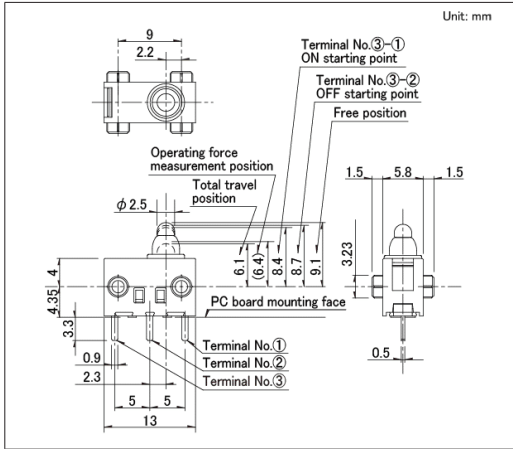 Unit: mm
9
2.2
Terminal No.③-①
ON starting point
Terminal No.③-②
OFF starting point
Free position
Operating force
measurement position
Total travel
position
φ2.5
1.5
5.8
1.5
6.1
(6.4)
8.4
8.7
9.1
3.23
4
4.35
PC board mounting face
3.3
0.9
2.3
Terminal No.①
Terminal No.②
Terminal No.③
0.5
5
5
13